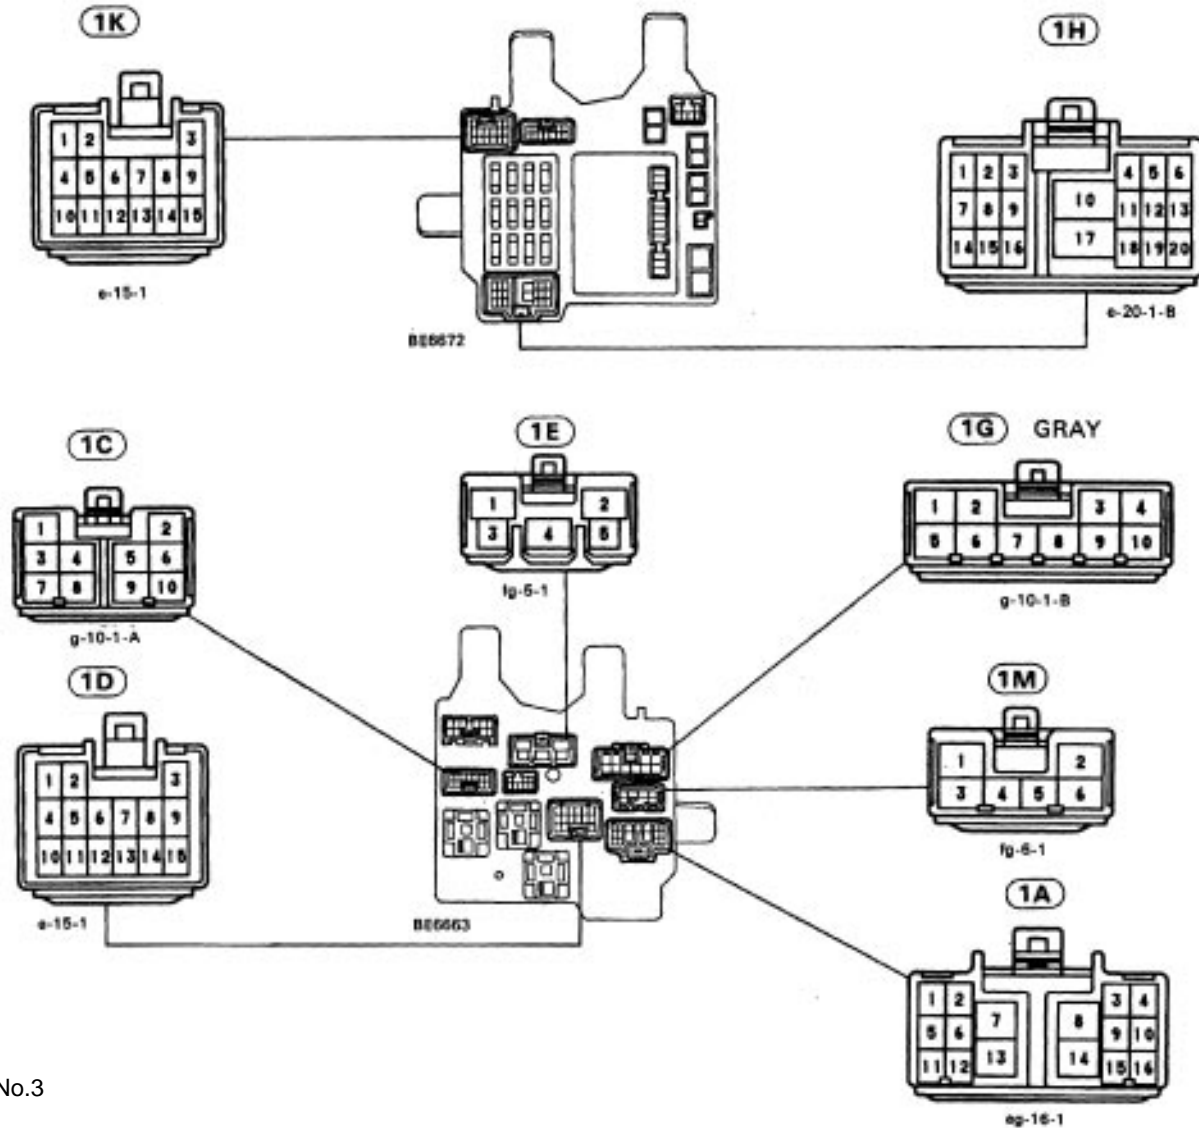 1K
1H
1 2 3
4 5 6 7 8 9
10 11 12 13 14 15
e-15-1
1 2 3 4 5 6
7 8 9 10 11 12 13
14 15 16 17 18 19 20
e-20-1-B
BE6672
1C
1E
1G GRAY
1 2
3 4 5 6
7 8 9 10
g-10-1-A
1 2
3 4 5
fg-5-1
1 2 3 4
5 6 7 8 9 10
g-10-1-B
1D
1M
1 2 3
4 5 6 7 8 9
10 11 12 13 14 15
e-15-1
1 2
3 4 5 6
fg-6-1
BE6663
1A
1 2 3 4
5 6 7 8 9 10
11 12 13 14 15 16
eg-16-1
No.3